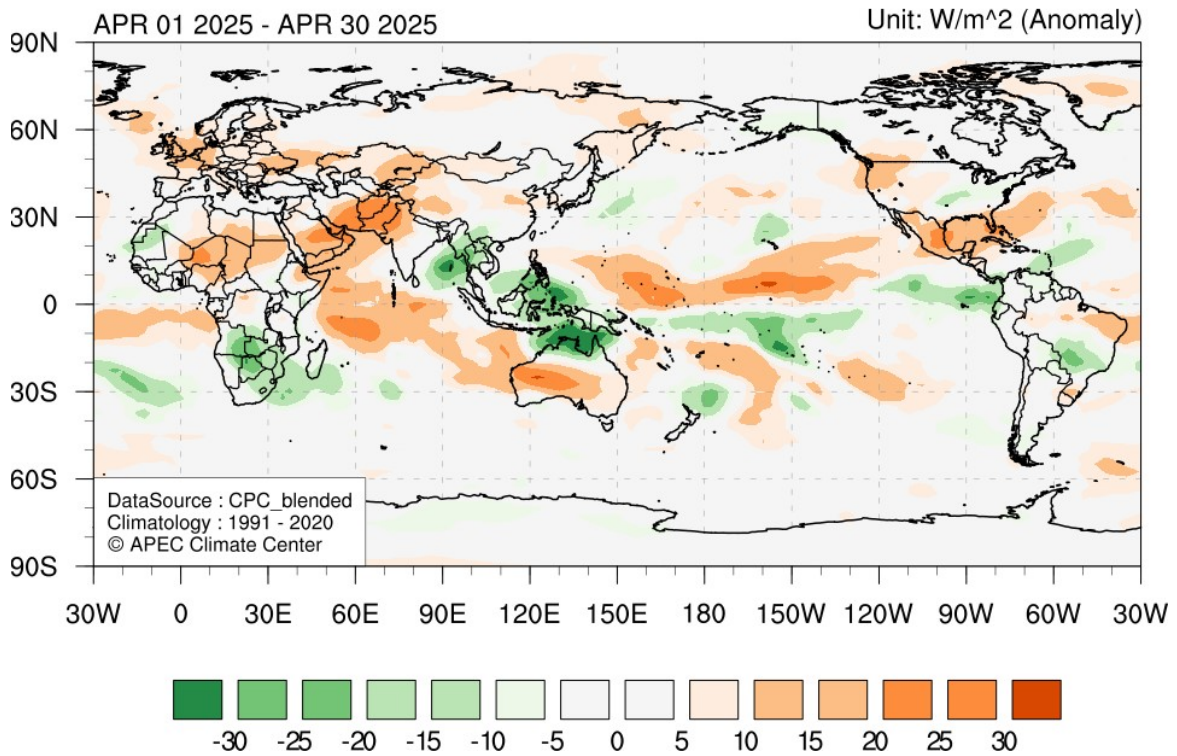 APR 01 2025 - APR 30 2025
Unit: W/m^2 (Anomaly)
90N
60N
30N
0
30S
60S
90S
DataSource : CPC_blended
Climatology : 1991 - 2020
© APEC Climate Center
30W 0 30E 60E 90E 120E 150E 180 150W 120W 90W 60W 30W
-30 -25 -20 -15 -10 -5 0 5 10 15 20 25 30